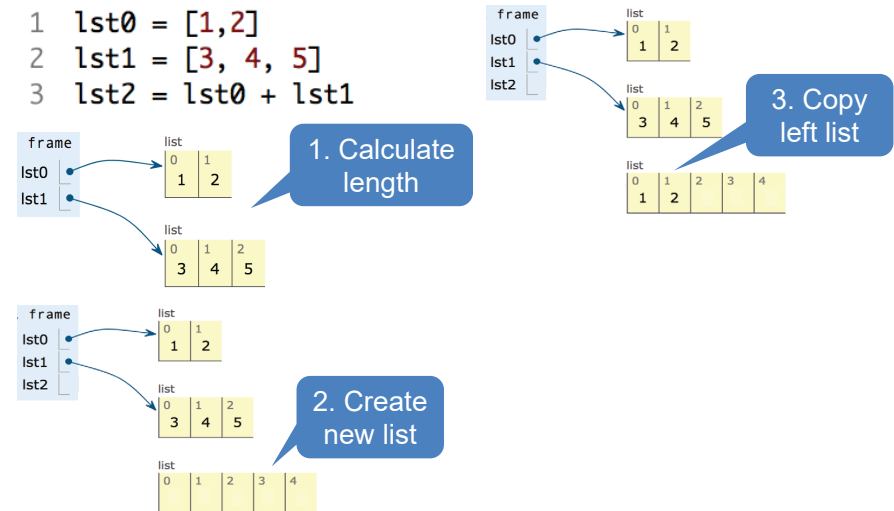 1 lst0 = [1,2]
2 lst1 = [3, 4, 5]
3 lst2 = lst0 + lst1
frame
lst0
lst1
list
0 1
1 2
list
0 1 2
3 4 5
1. Calculate
length
. frame
lst0
lst1
lst2
list
0 1
1 2
list
0 1 2
3 4 5
list
0 1 2 3 4
2. Create
new list
frame
lst0
lst1
lst2
list
0 1
1 2
list
0 1 2
3 4 5
list
0 1 2 3 4
1 2
3. Copy
left list